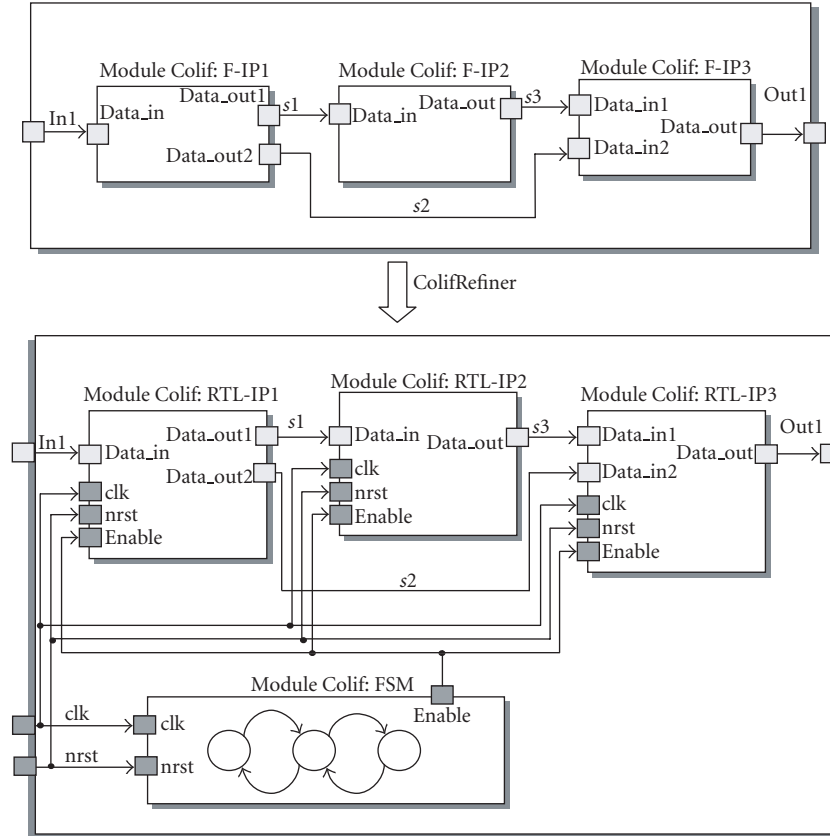 Module Colif: F-IP1
Module Colif: F-IP2
Module Colif: F-IP3
In1
Data_in
Data_out1
Data_out2
s1
Data_in
Data_out
s3
Data_in1
Data_in2
Data_out
Out1
s2
ColifRefiner
Module Colif: RTL-IP1
Module Colif: RTL-IP2
Module Colif: RTL-IP3
In1
Data_in
Data_out1
Data_out2
clk
nrst
Enable
s1
Data_in
Data_out
clk
nrst
Enable
s3
Data_in1
Data_in2
Data_out
clk
nrst
Enable
Out1
s2
Module Colif: FSM
Enable
clk
clk
nrst
nrst